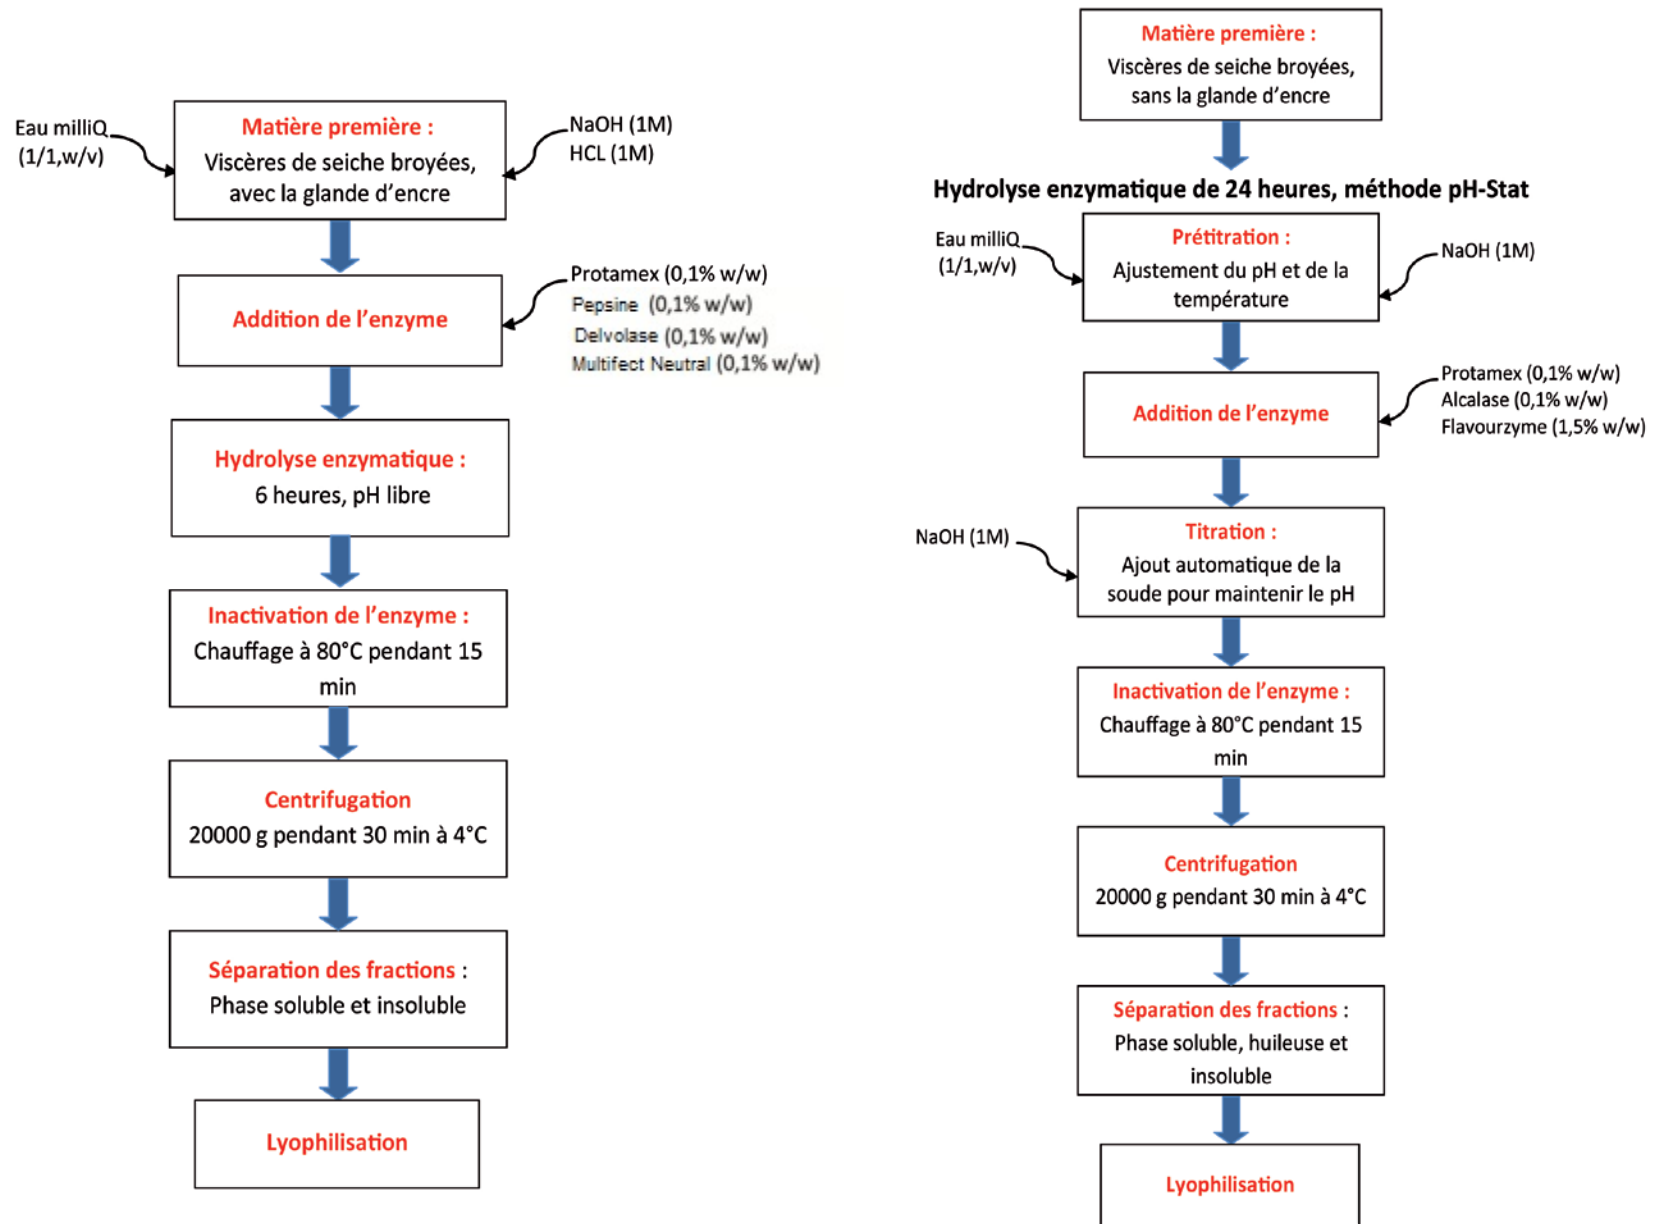 Eau milliQ
(1/1,w/v)
Matière première :
Viscères de seiche broyées,
avec la glande d'encre
NaOH (1M)
HCL (1M)
Addition de l'enzyme
Protamex (0,1% w/w)
Pepsine (0,1% w/w)
Delvolase (0,1% w/w)
Multifect Neutral (0,1% w/w)
Hydrolyse enzymatique :
6 heures, pH libre
Inactivation de l'enzyme :
Chauffage à 80°C pendant 15
min
Centrifugation
20000 g pendant 30 min à 4°C
Séparation des fractions :
Phase soluble et insoluble
Lyophilisation
Matière première :
Viscères de seiche broyées,
sans la glande d'encre
Hydrolyse enzymatique de 24 heures, méthode pH-Stat
Eau milliQ
(1/1,w/v)
Prétitration :
Ajustement du pH et de la
température
NaOH (1M)
Addition de l'enzyme
Protamex (0,1% w/w)
Alcalase (0,1% w/w)
Flavourzyme (1,5% w/w)
NaOH (1M)
Titration :
Ajout automatique de la
soude pour maintenir le pH
Inactivation de l'enzyme :
Chauffage à 80°C pendant 15
min
Centrifugation
20000 g pendant 30 min à 4°C
Séparation des fractions :
Phase soluble, huileuse et
insoluble
Lyophilisation